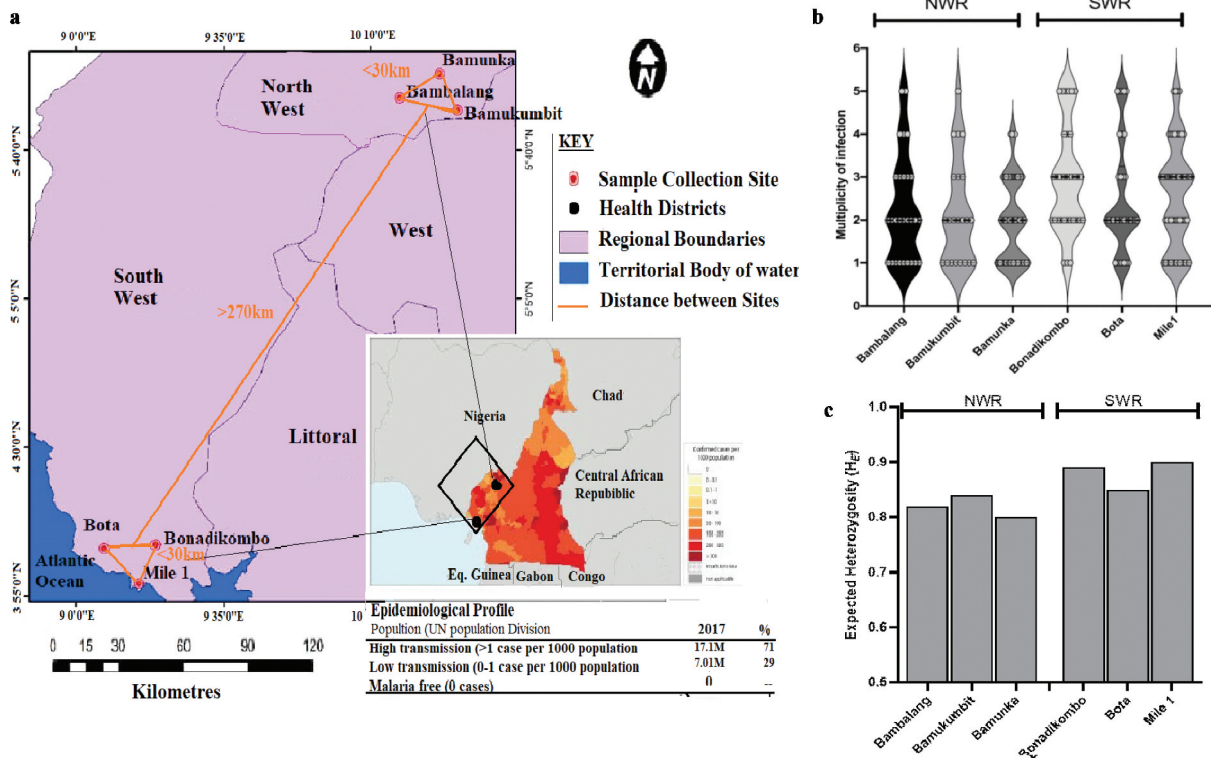 a
9 0'0"E
9 35'0"E
10 10'0"E
North
West
<30km
Bamunka
Bambalang
Bamukumbit
5°40'0"N
KEY
Sample Collection Site
Health Districts
Regional Boundaries
Territorial Body of water
Distance between Sites
West
South
West
>270km
5°5'0"N
5°5'0"N
Littoral
4 30'0"N
Bota
Bonadikombo
<30km
Mile 1
Atlantic
Ocean
3 55'0"N
9 0'0"E
9 35'0"E
10
0 15 30 60 90 120
Kilometres
N
Nigeria
Chad
Central African
Repubiblic
Eq. Guinea
Gabon
Congo
Confirmed cases per
1000 population
0
Epidemiological Profile
Popultion (UN population Division 2017 %
High transmission (>1 case per 1000 population 17.1M 71
Low transmission (0-1 case per 1000 population 7.01M 29
Malaria free (0 cases) 0 --
b
NWR
SWR
Multiplicity of infection
6
5
4
3
2
1
0
Bambalang
Bamukumbit
Bamunka
Bonadikombo
Bota
Mile1
c
NWR
SWR
Expected Heterozygosity (HE)
1.0
0.9
0.8
0.7
0.6
0.5
Bambalang
Bamukumbit
Bamunka
Bonadikombo
Bota
Mile 1